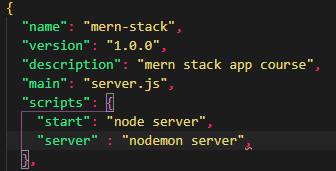 {
"name": "mern-stack",
"version": "1.0.0",
"description": "mern stack app course",
"main": "server.js",
"scripts": {
"start": "node server",
"server" : "nodemon server",
},